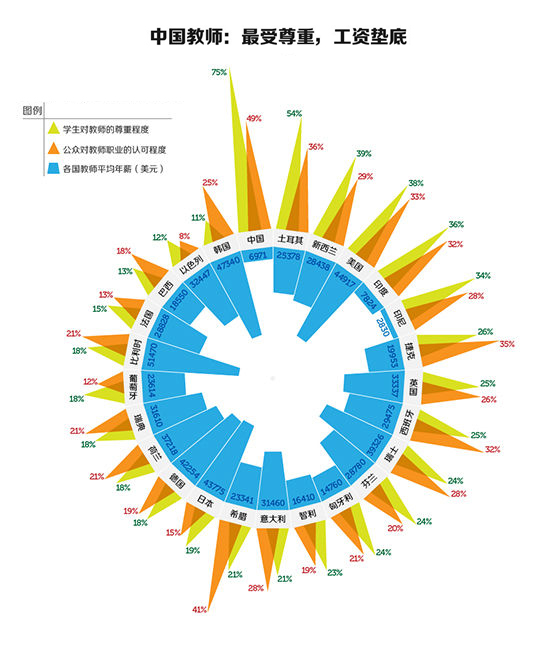 中国教师：最受尊重，工资垫底
图例
学生对教师的尊重程度
公众对教师职业的认可程度
各国教师平均年薪（美元）
75%
49%
中国
6971
54%
36%
土耳其
25378
39%
29%
新西兰
28438
38%
33%
美国
44917
36%
32%
印度
7824
34%
28%
印尼
2830
26%
35%
捷克
19953
25%
26%
英国
25%
32%
西班牙
29475
24%
28%
瑞士
39326
24%
20%
芬兰
28780
24%
21%
匈牙利
14760
23%
19%
智利
16410
21%
28%
意大利
31460
21%
41%
希腊
23341
19%
15%
日本
43775
18%
19%
德国
42254
18%
21%
荷兰
37218
18%
21%
瑞典
31610
18%
12%
葡萄牙
18%
21%
比利时
51470
15%
13%
法国
28828
13%
18%
巴西
18550
12%
8%
以色列
32447
11%
25%
韩国
47340